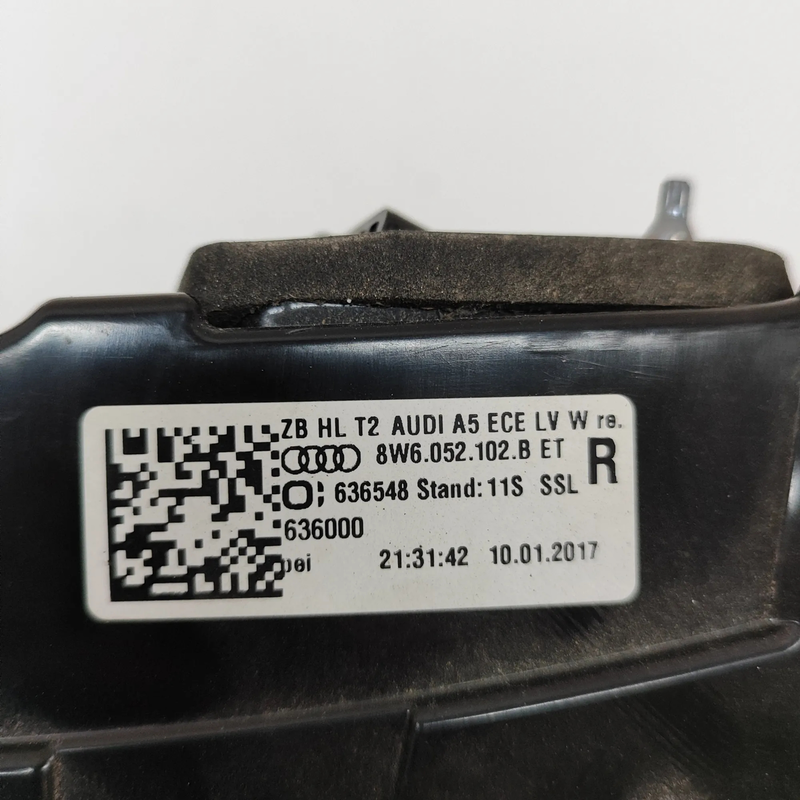 ZB HL T2 AUDI A5 ECE LV W re.
8W6.052.102.B ET R
636548 Stand: 11S SSL
636000
21:31:42 10.01.2017